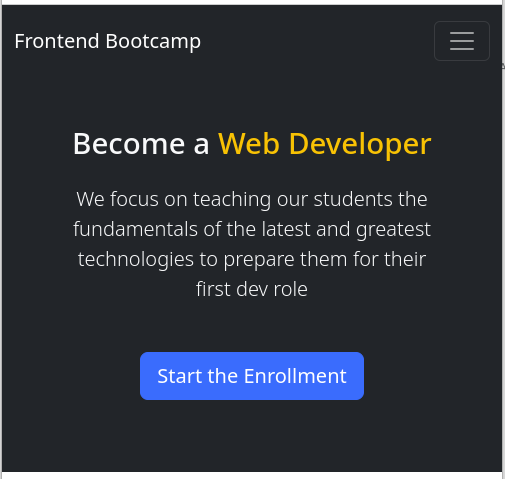 Frontend Bootcamp
Become a Web Developer
We focus on teaching our students the
fundamentals of the latest and greatest
technologies to prepare them for their
first dev role
Start the Enrollment